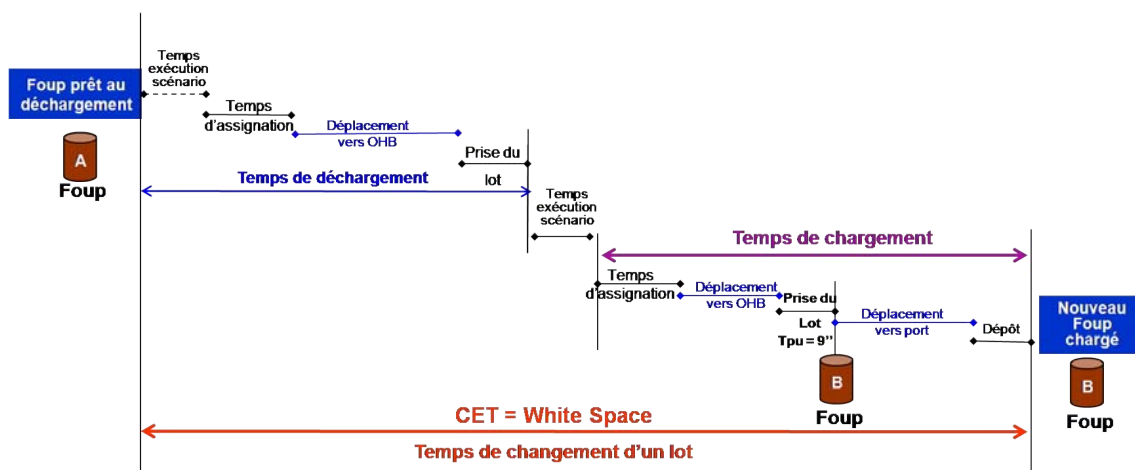 Temps
exécution
scénario
Foup prêt au
déchargement
Temps
d'assignation
Déplacement
vers OHB
Prise du
lot
A
Foup
Temps de déchargement
Temps
exécution
scénario
Temps de chargement
Temps
d'assignation
Déplacement
vers OHB
Prise du
Lot
Tpu = 9’’
Déplacement
vers port
Dépôt
Nouveau
Foup
chargé
B
Foup
B
Foup
CET = White Space
Temps de changement d'un lot